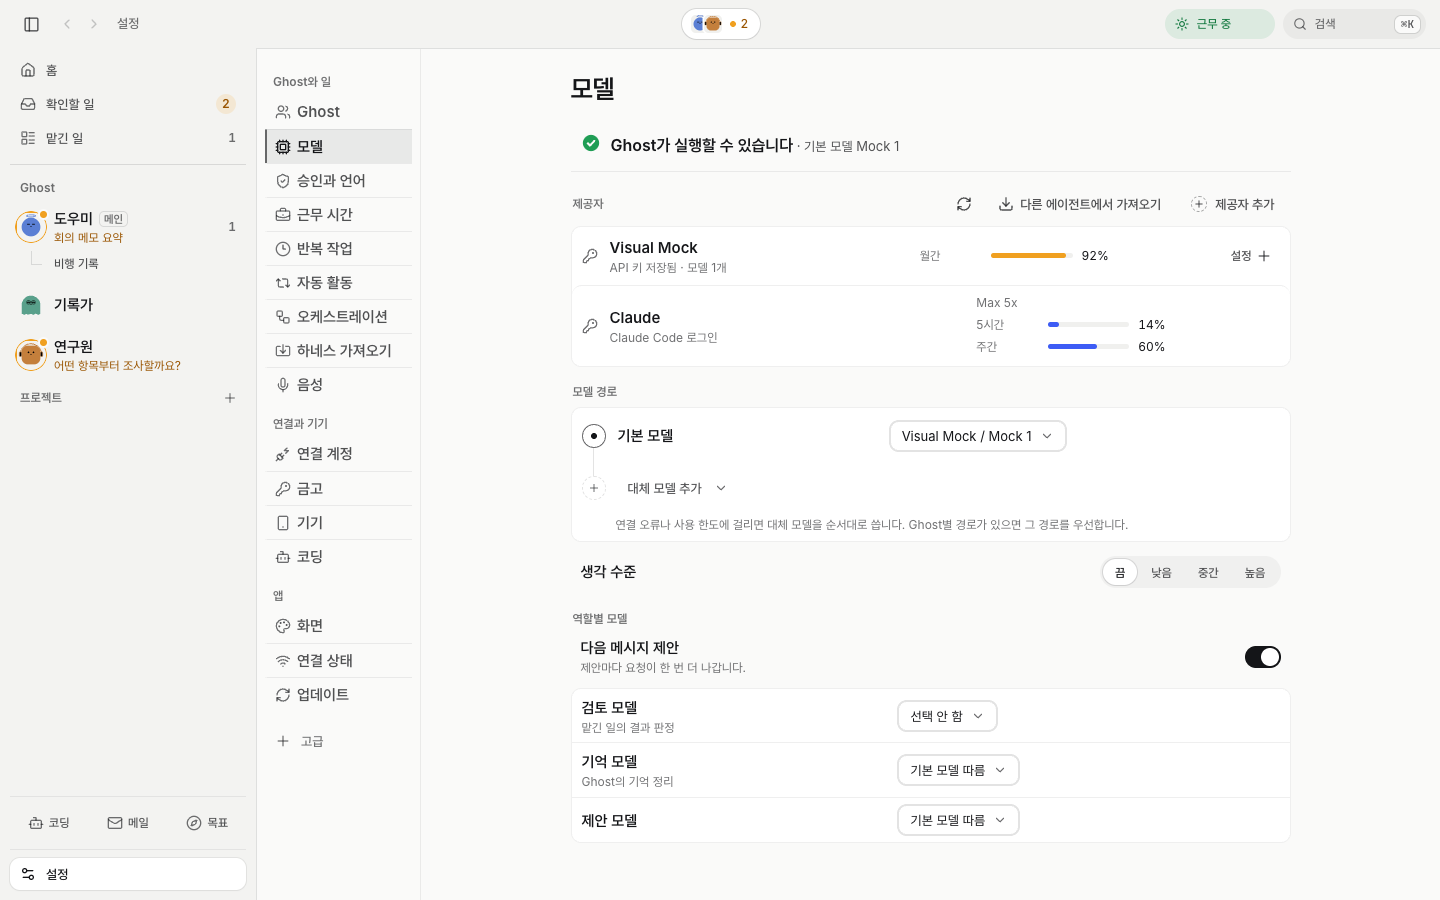 설정
2
근무 중
검색
⌘K
홈
확인할 일
2
맡긴 일
1
Ghost
도우미
메인
회의 메모 요약
1
비행 기록
기록가
연구원
어떤 항목부터 조사할까요?
프로젝트
코딩
메일
목표
설정
Ghost와 일
Ghost
모델
승인과 언어
근무 시간
반복 작업
자동 활동
오케스트레이션
하네스 가져오기
음성
연결과 기기
연결 계정
금고
기기
코딩
앱
화면
연결 상태
업데이트
고급
모델
Ghost가 실행할 수 있습니다 · 기본 모델 Mock 1
제공자
다른 에이전트에서 가져오기
제공자 추가
Visual Mock
API 키 저장됨 · 모델 1개
월간
92%
설정
Claude
Claude Code 로그인
Max 5x
5시간
14%
주간
60%
모델 경로
기본 모델
Visual Mock / Mock 1
대체 모델 추가
연결 오류나 사용 한도에 걸리면 대체 모델을 순서대로 씁니다. Ghost별 경로가 있으면 그 경로를 우선합니다.
생각 수준
끔
낮음
중간
높음
역할별 모델
다음 메시지 제안
제안마다 요청이 한 번 더 나갑니다.
검토 모델
맡긴 일의 결과 판정
선택 안 함
기억 모델
Ghost의 기억 정리
기본 모델 따름
제안 모델
기본 모델 따름